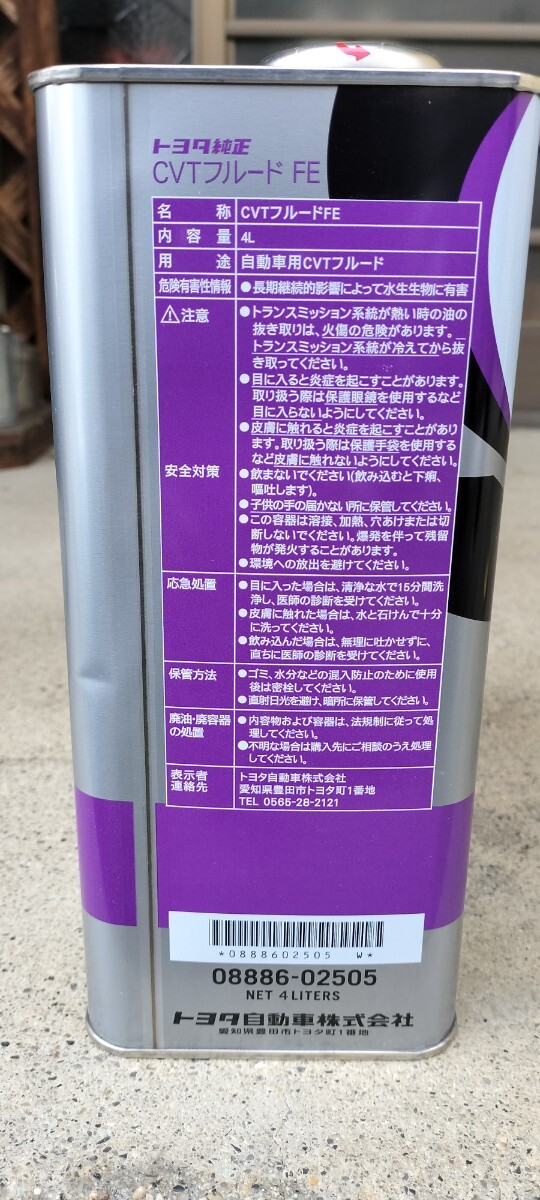 トヨタ純正
CVTフルード FE
名称 CVTフルードFE
内容量 4L
用途 自動車用CVTフルード
危険有害性情報 ●長期継続的影響によって水生生物に有害
⚠注意
安全対策
●トランスミッション系統が熱い時の油の
抜き取りは、火傷の危険があります。
トランスミッション系統が冷えてから抜
き取ってください。
●目に入ると炎症を起こすことがあります。
取り扱う際は保護眼鏡を使用するなど
目に入らないようにしてください。
●皮膚に触れると炎症を起こすことがあり
ます。取り扱う際は保護手袋を使用する
など皮膚に触れないようにしてください。
●飲まないでください(飲み込むと下痢、
嘔吐します)。
●子供の手の届かない所に保管してください。
●この容器は溶接、加熱、穴あけまたは切
断しないでください。爆発を伴って残留
物が発火することがあります。
●環境への放出を避けてください。
応急処置
●目に入った場合は、清浄な水で15分間洗
浄し、医師の診断を受けてください。
●皮膚に触れた場合は、水と石けんで十分
に洗ってください。
●飲み込んだ場合は、無理に吐かせずに、
直ちに医師の診断を受けてください。
保管方法
●ゴミ、水分などの混入防止のために使用
後は密栓してください。
●直射日光を避け、暗所に保管してください。
廃油・廃容器
の処置
●内容物および容器は、法規制に従って処
理してください。
●不明な場合は購入先にご相談のうえ処理
してください。
表示者
連絡先
トヨタ自動車株式会社
愛知県豊田市トヨタ町1番地
TEL 0565-28-2121
*0888602505 W*
08886-02505
NET 4 LITERS
トヨタ自動車株式会社
愛知県豊田市トヨタ町1番地